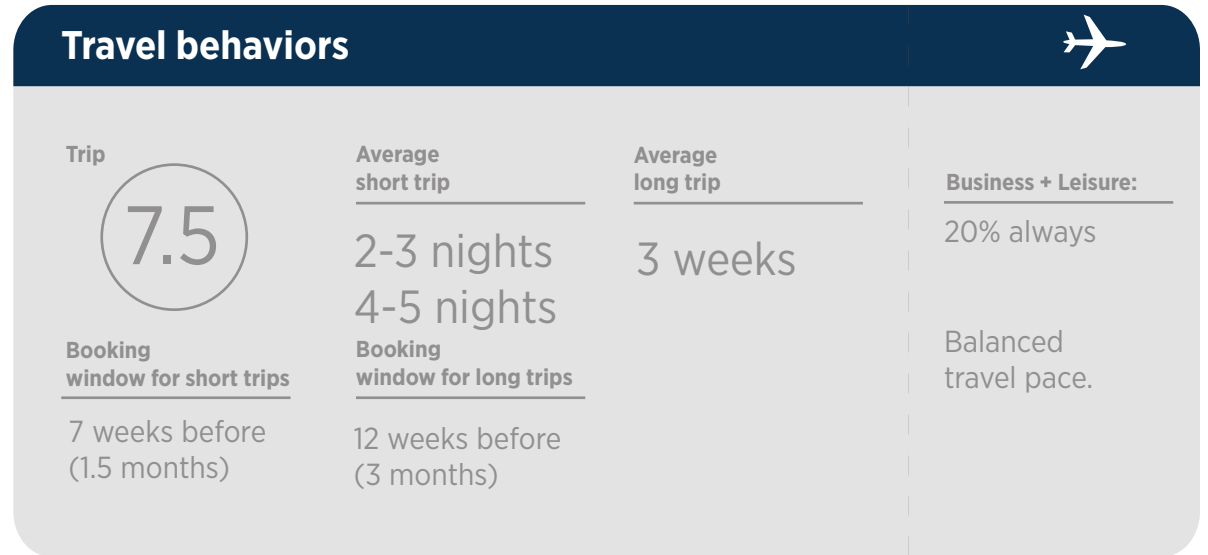 Travel behaviors
Trip
7.5
Average
short trip
2-3 nights
4-5 nights
Average
long trip
3 weeks
Booking
window for short trips
7 weeks before
(1.5 months)
Booking
window for long trips
12 weeks before
(3 months)
Business + Leisure:
20% always
Balanced
travel pace.